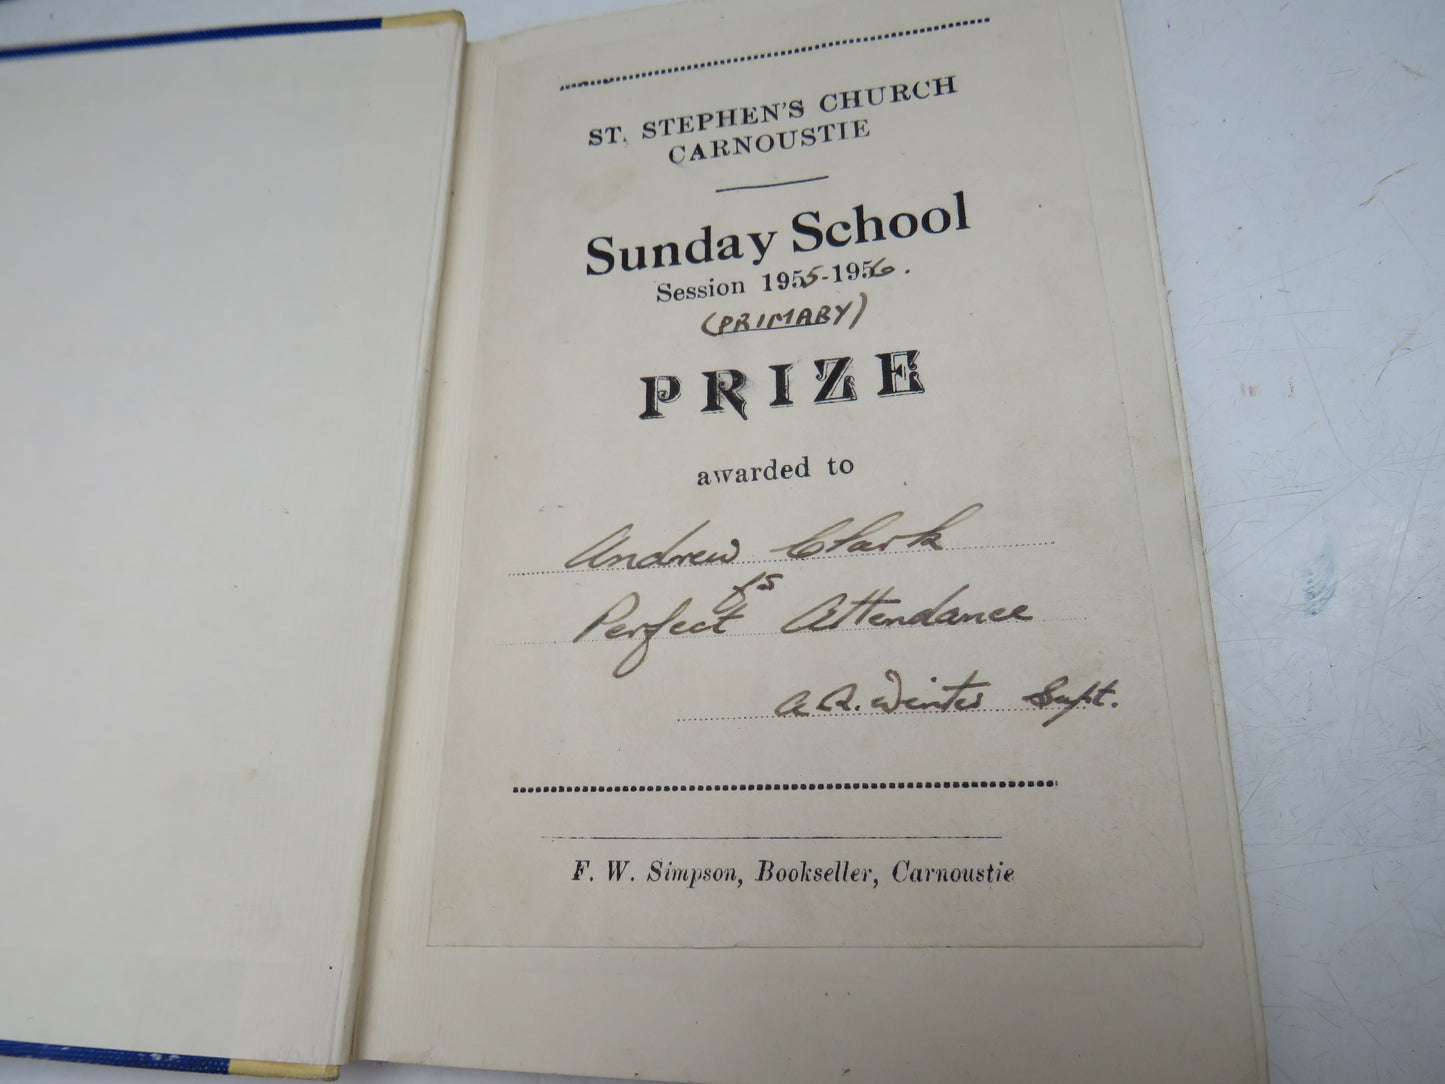 ST. STEPHEN'S CHURCH
CARNOUSTIE
Sunday School
Session 1955-1956.
(PRIMARY)
PRIZE
awarded to
Andrew Clark
Perfect Attendance
A. R. Winter Supt.
F. W. Simpson, Bookseller, Carnoustie